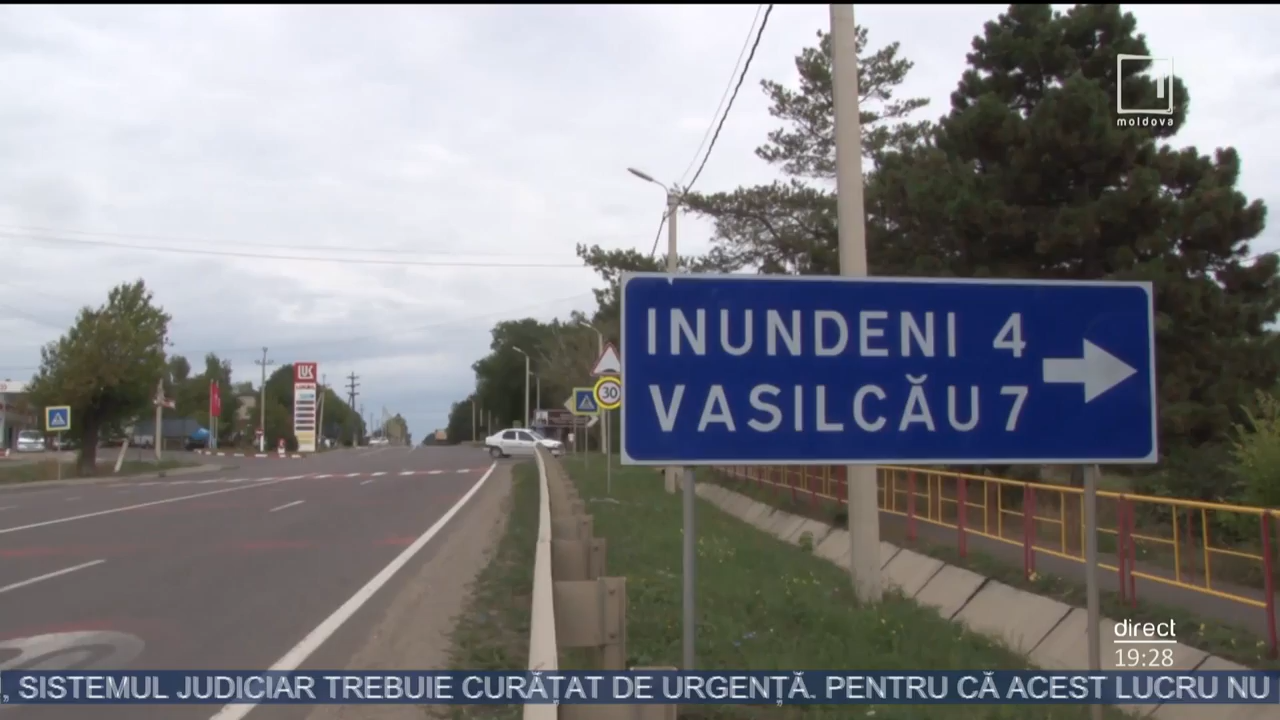 moldova
INUNDENI 4
VASILCĂU 7
30
LUK
direct
19:28
, SISTEMUL JUDICIAR TREBUIE CURĂȚAT DE URGENȚĂ. PENTRU CĂ ACEST LUCRU NU